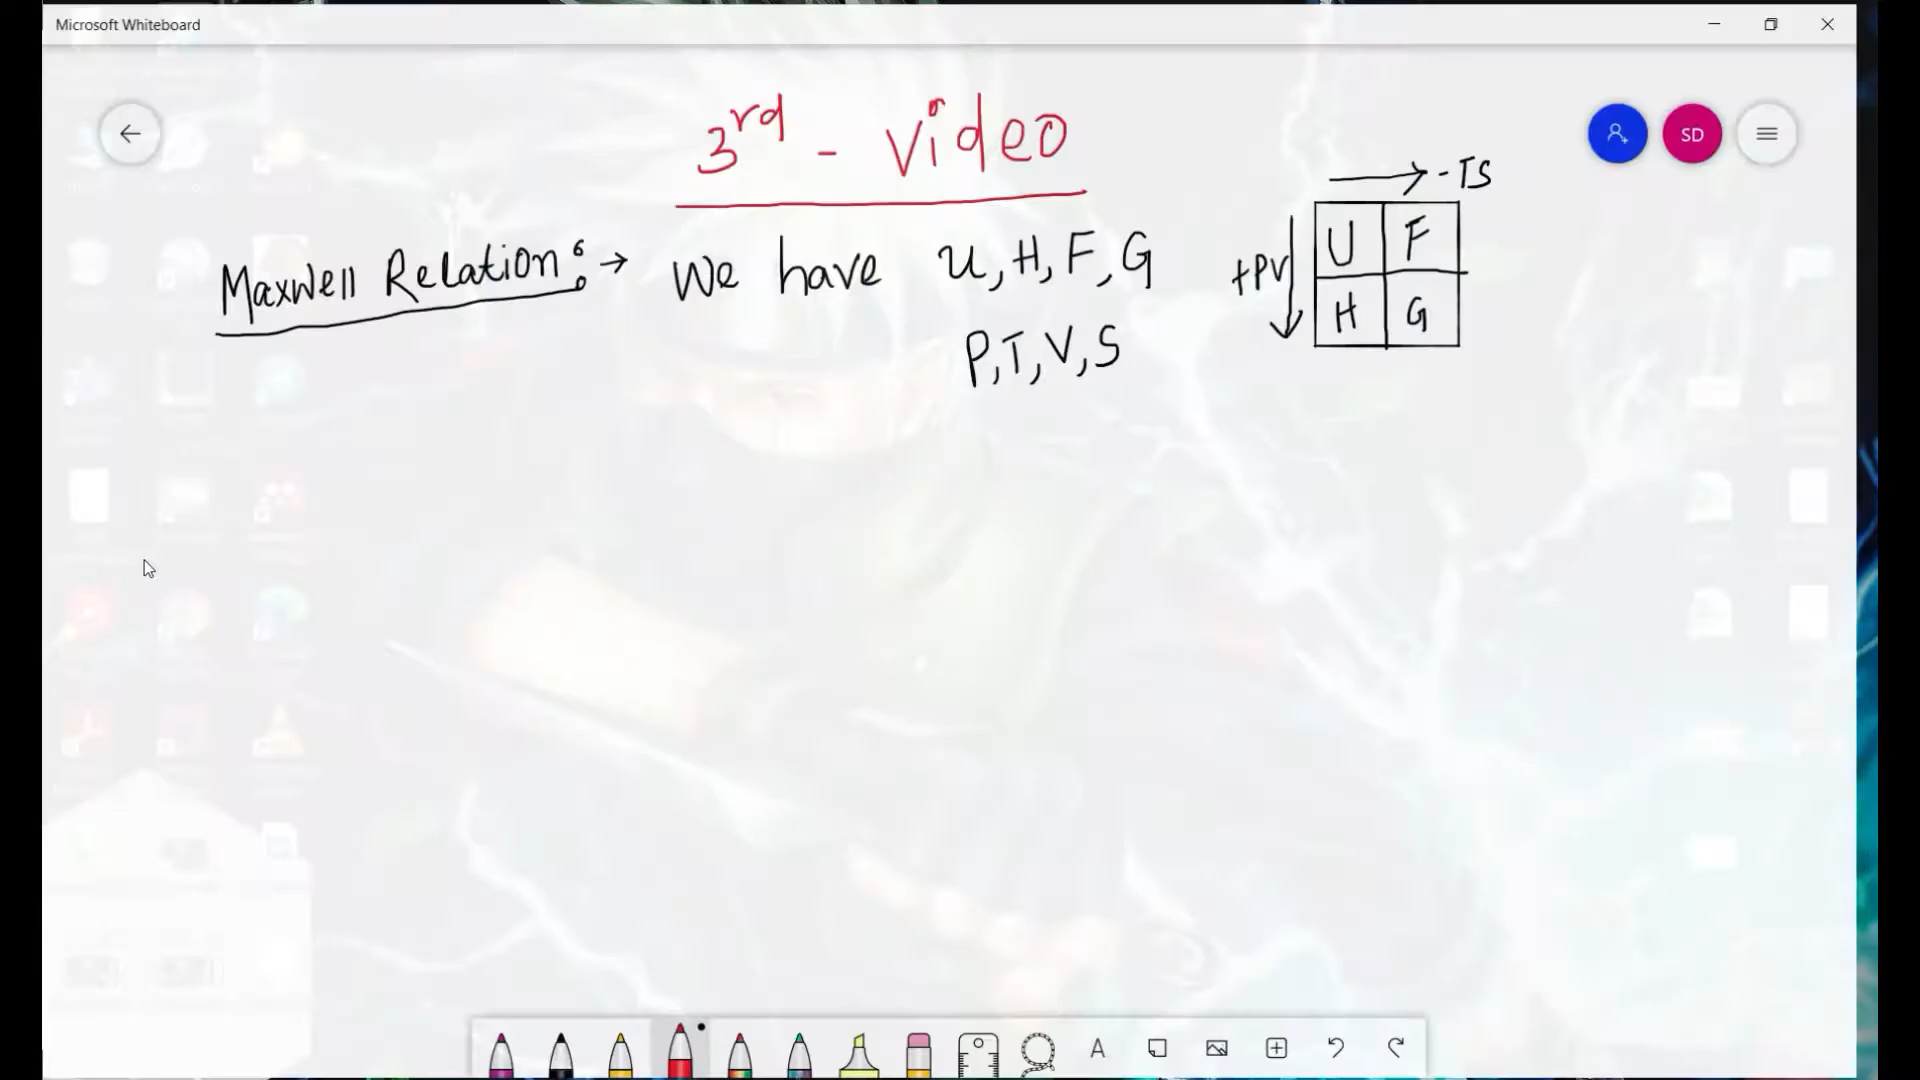 Microsoft Whiteboard
3rd - Video
SD
→ -TS
Maxwell Relation: → We have U, H, F, G
+PV
U F
H G
P, T, V, S
A